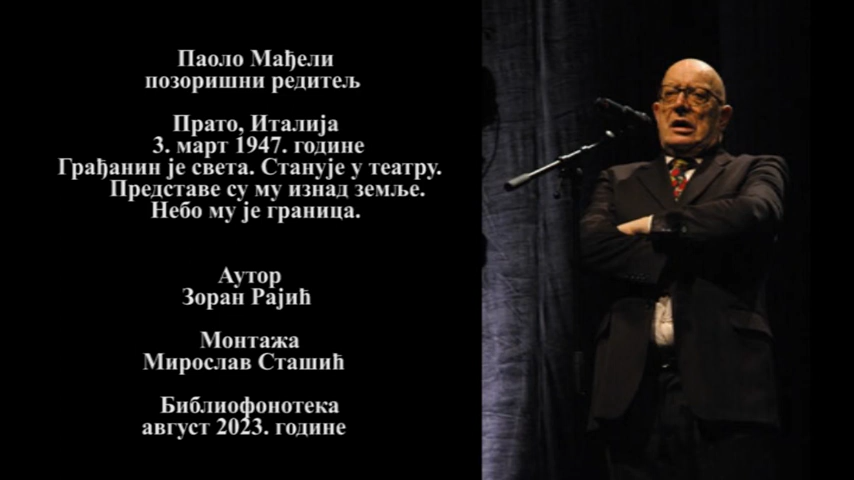 Паоло Мађели
позоришни редитељ
Прато, Италија
3. март 1947. године
Грађанин је света. Станује у театру.
Представе су му изнад земље.
Небо му је граница.
Аутор
Зоран Рајић
Монтажа
Мирослав Сташић
Библиофонотека
август 2023. године